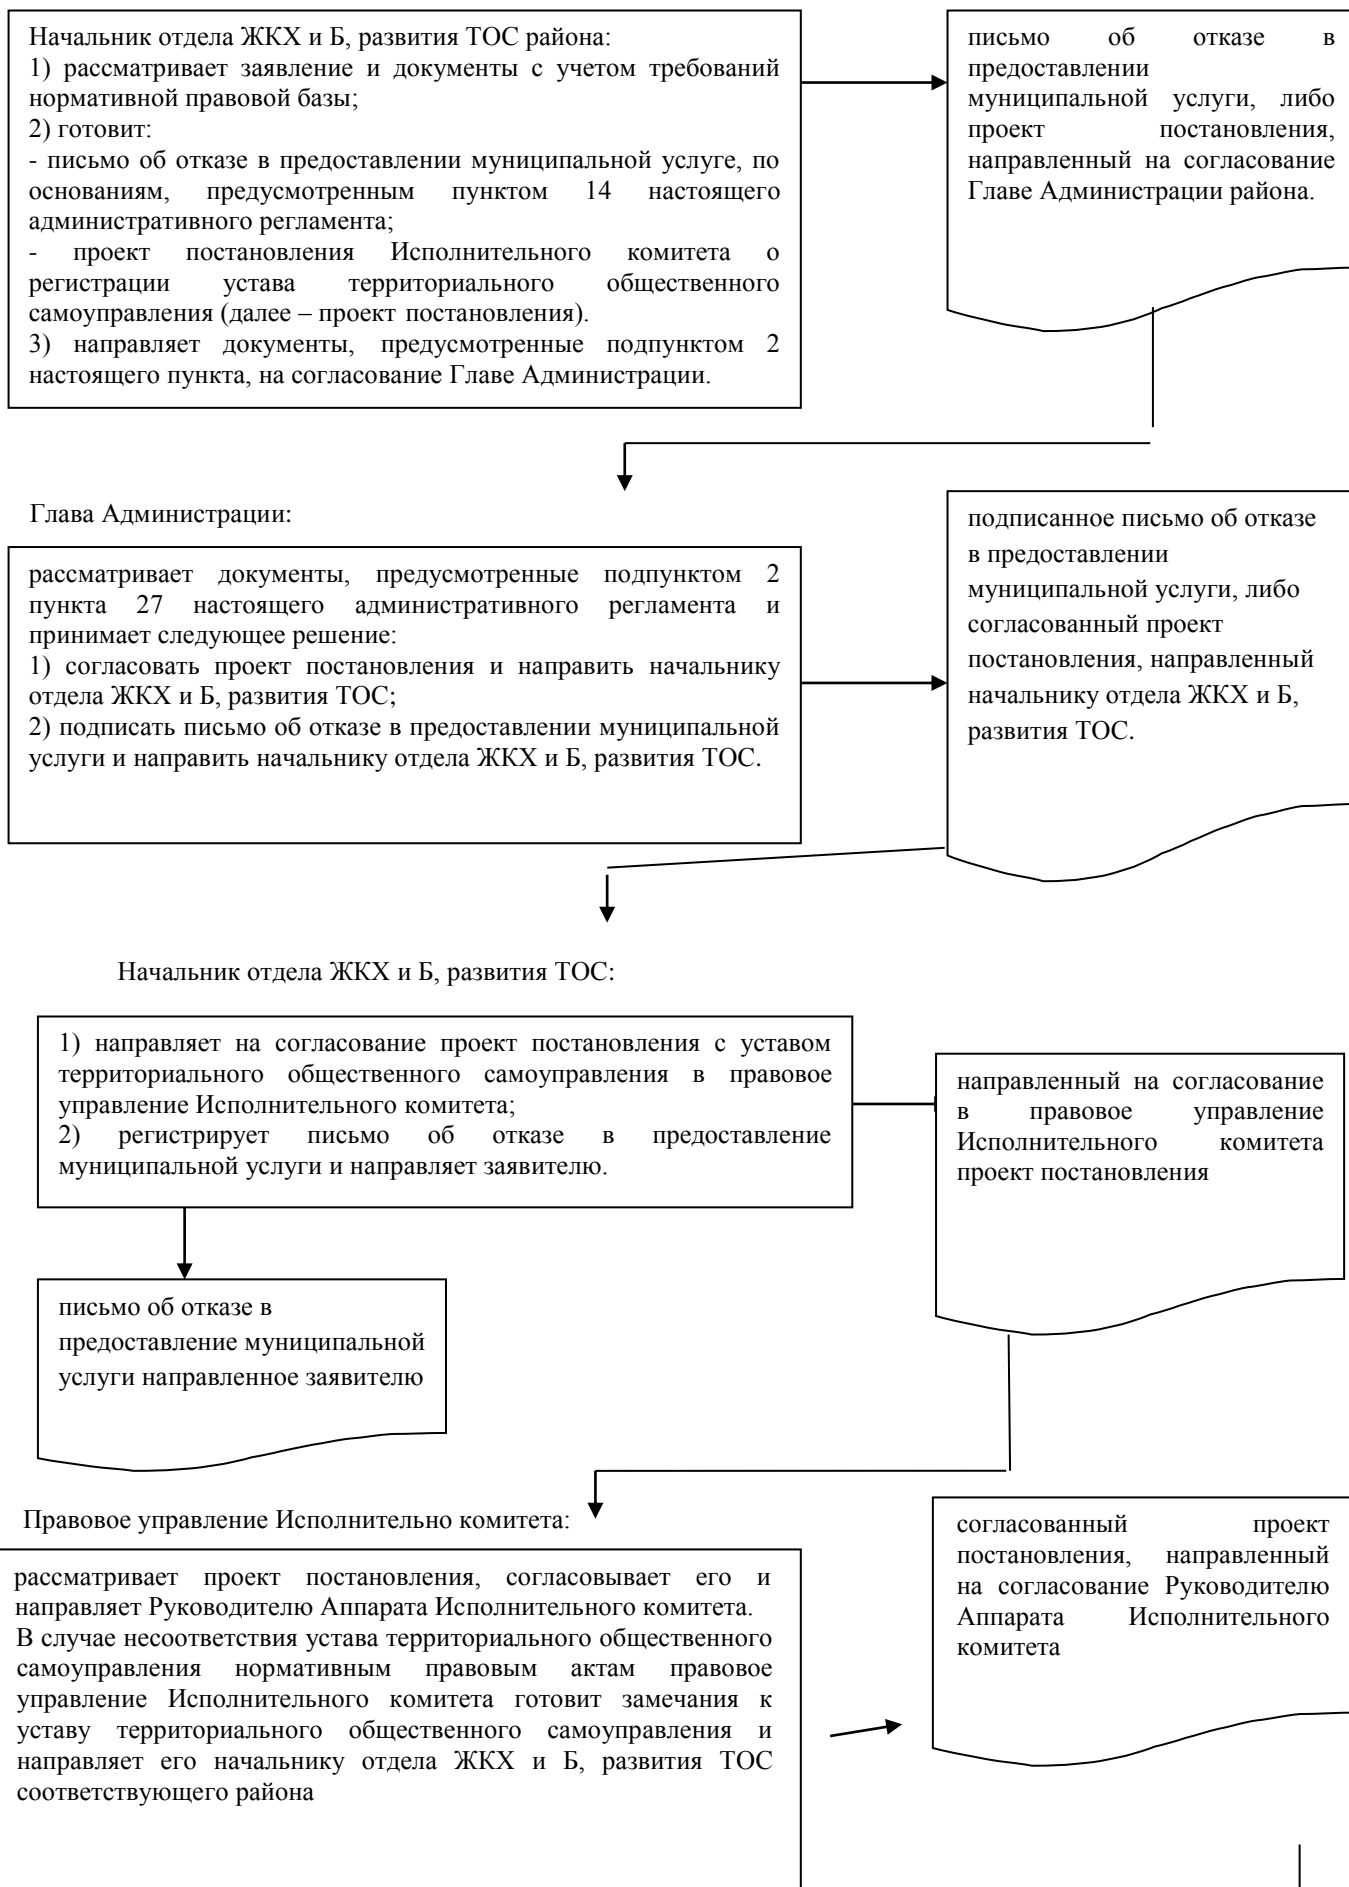 Начальник отдела ЖКХ и Б, развития ТОС района:
1) рассматривает заявление и документы с учетом требований
нормативной правовой базы;
2) готовит:
- письмо об отказе в предоставлении муниципальной услуге, по
основаниям, предусмотренным пунктом 14 настоящего
административного регламента;
- проект постановления Исполнительного комитета о
регистрации устава территориального общественного
самоуправления (далее – проект постановления).
3) направляет документы, предусмотренные подпунктом 2
настоящего пункта, на согласование Главе Администрации.
письмо об отказе в
предоставлении
муниципальной услуги, либо
проект постановления,
направленный на согласование
Главе Администрации района.
Глава Администрации:
рассматривает документы, предусмотренные подпунктом 2
пункта 27 настоящего административного регламента и
принимает следующее решение:
1) согласовать проект постановления и направить начальнику
отдела ЖКХ и Б, развития ТОС;
2) подписать письмо об отказе в предоставлении муниципальной
услуги и направить начальнику отдела ЖКХ и Б, развития ТОС.
подписанное письмо об отказе
в предоставлении
муниципальной услуги, либо
согласованный проект
постановления, направленный
начальнику отдела ЖКХ и Б,
развития ТОС.
Начальник отдела ЖКХ и Б, развития ТОС:
1) направляет на согласование проект постановления с уставом
территориального общественного самоуправления в правовое
управление Исполнительного комитета;
2) регистрирует письмо об отказе в предоставление
муниципальной услуги и направляет заявителю.
направленный на согласование
в правовое управление
Исполнительного комитета
проект постановления
письмо об отказе в
предоставление муниципальной
услуги направленное заявителю
Правовое управление Исполнительно комитета:
рассматривает проект постановления, согласовывает его и
направляет Руководителю Аппарата Исполнительного комитета.
В случае несоответствия устава территориального общественного
самоуправления нормативным правовым актам правовое
управление Исполнительного комитета готовит замечания к
уставу территориального общественного самоуправления и
направляет его начальнику отдела ЖКХ и Б, развития ТОС
соответствующего района
согласованный проект
постановления, направленный
на согласование Руководителю
Аппарата Исполнительного
комитета